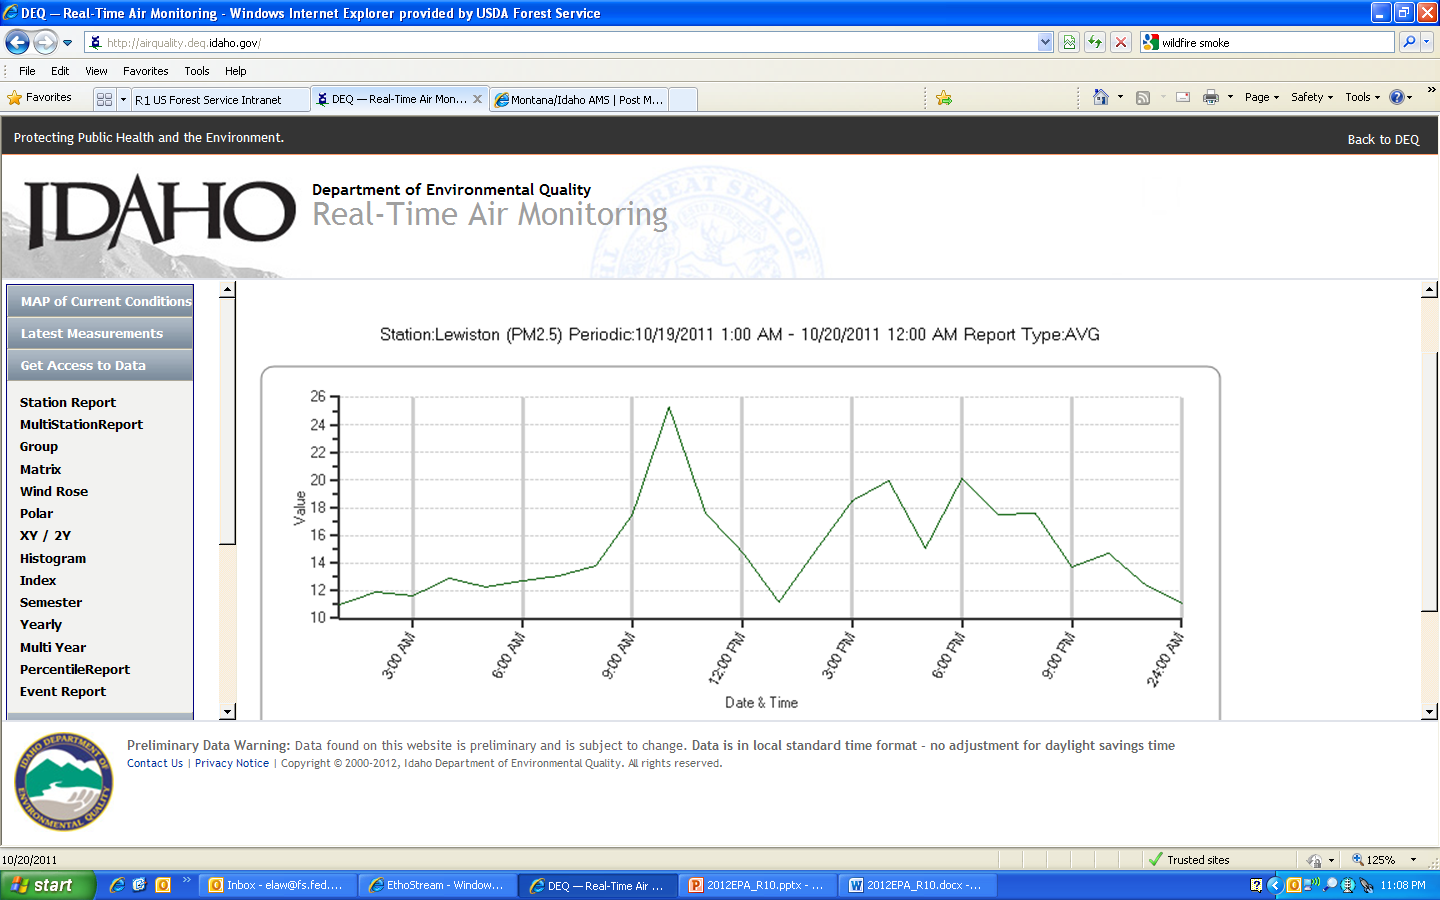 DEQ — Real-Time Air Monitoring - Windows Internet Explorer provided by USDA Forest Service
http://airquality.deq.idaho.gov/
wildfire smoke
File Edit View Favorites Tools Help
Favorites
R1 US Forest Service Intranet
DEQ — Real-Time Air Mon...
Montana/Idaho AMS | Post M...
Page Safety Tools
Protecting Public Health and the Environment.
Back to DEQ
IDAHO
Department of Environmental Quality
Real-Time Air Monitoring
GREAT SEAL OF
MAP of Current Conditions
Latest Measurements
Get Access to Data
Station Report
MultiStationReport
Group
Matrix
Wind Rose
Polar
XY / 2Y
Histogram
Index
Semester
Yearly
Multi Year
PercentileReport
Event Report
Station:Lewiston (PM2.5) Periodic:10/19/2011 1:00 AM - 10/20/2011 12:00 AM Report Type:AVG
26
24
22
20
18
16
14
12
10
Value
3:00 AM
6:00 AM
9:00 AM
12:00 PM
3:00 PM
6:00 PM
9:00 PM
24:00 AM
Date & Time
IDAHO DEPARTMENT OF ENVIRONMENTAL QUALITY
Preliminary Data Warning: Data found on this website is preliminary and is subject to change. Data is in local standard time format - no adjustment for daylight savings time
Contact Us | Privacy Notice | Copyright © 2000-2012, Idaho Department of Environmental Quality. All rights reserved.
10/20/2011
Trusted sites
125%
start
Inbox - elaw@fs.fed....
EthoStream - Window...
DEQ — Real-Time Air ...
2012EPA_R10.pptx - ...
2012EPA_R10.docx -...
11:08 PM